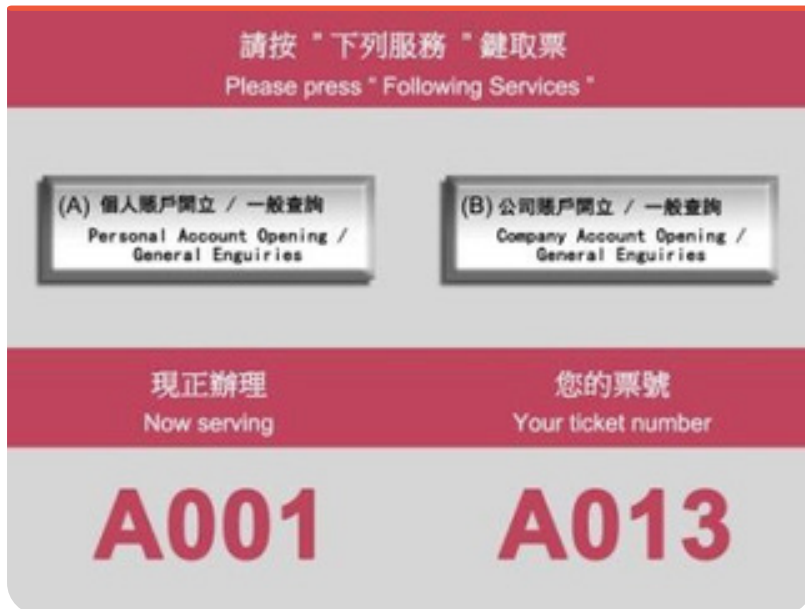 請按 "下列服務" 鍵取票
Please press " Following Services "
(A) 個人賬戶開立 / 一般查詢
Personal Account Opening /
General Enguiries
(B) 公司賬戶開立 / 一般查詢
Company Account Opening /
General Enguiries
現正辦理
Now serving
您的票號
Your ticket number
A001
A013